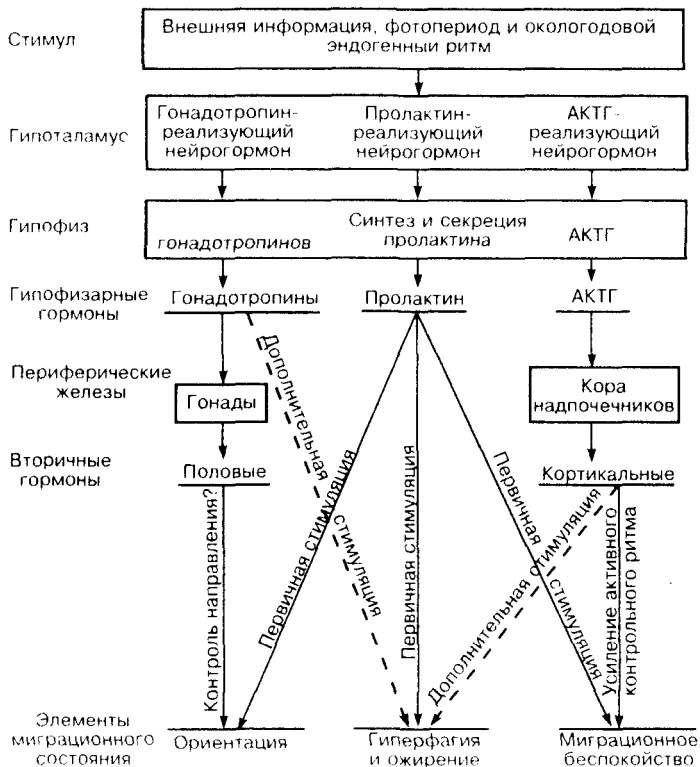 Стимул
Внешняя информация, фотопериод и окологодовой
эндогенный ритм
Гипоталамус
Гонадотропин-
реализующий
нейрогормон
Пролактин-
реализующий
нейрогормон
АКТГ-
реализующий
нейрогормон
Гипофиз
Синтез и секреция
гонадотропинов
пролактина
АКТГ
Гипофизарные
гормоны
Гонадотропины
Пролактин
АКТГ
Периферические
железы
Гонады
Кора
надпочечников
Вторичные
гормоны
Половые
Кортикальные
Контроль направления?
Дополнительная стимуляция
Первичная стимуляция
Первичная стимуляция
Первичная стимуляция
Дополнительная стимуляция
Усиление активного
контрольного ритма
Элементы
миграционного
состояния
Ориентация
Гиперфагия
и ожирение
Миграционное
беспокойство